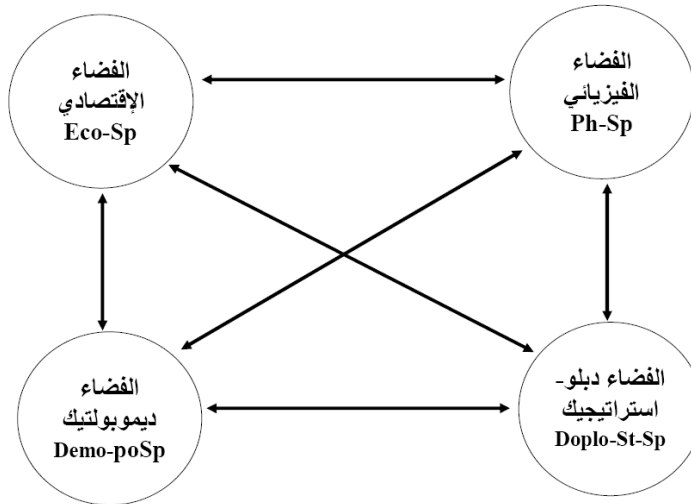 الفضاء
الفيزيائي
Ph-Sp
الفضاء
الإقتصادي
Eco-Sp
الفضاء دبلو-
استراتيجيك
Doplo-St-Sp
الفضاء
ديموبولتيك
Demo-poSp